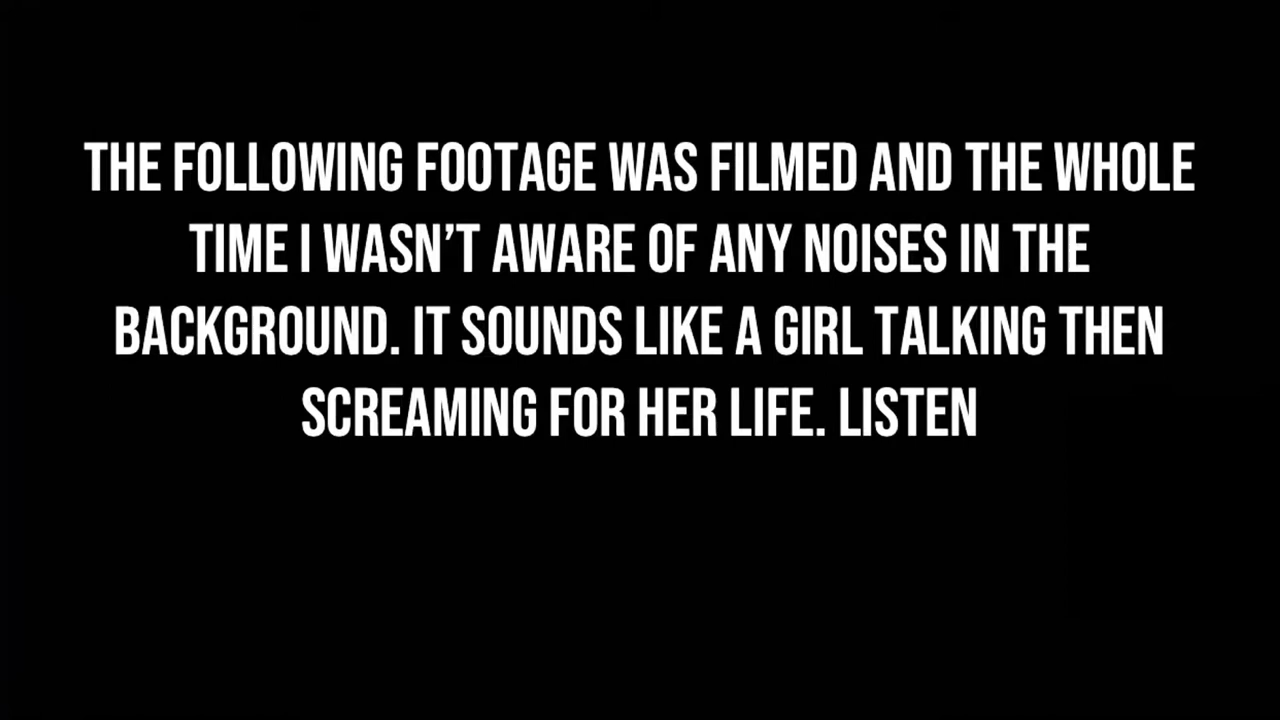 THE FOLLOWING FOOTAGE WAS FILMED AND THE WHOLE
TIME I WASN’T AWARE OF ANY NOISES IN THE
BACKGROUND. IT SOUNDS LIKE A GIRL TALKING THEN
SCREAMING FOR HER LIFE. LISTEN